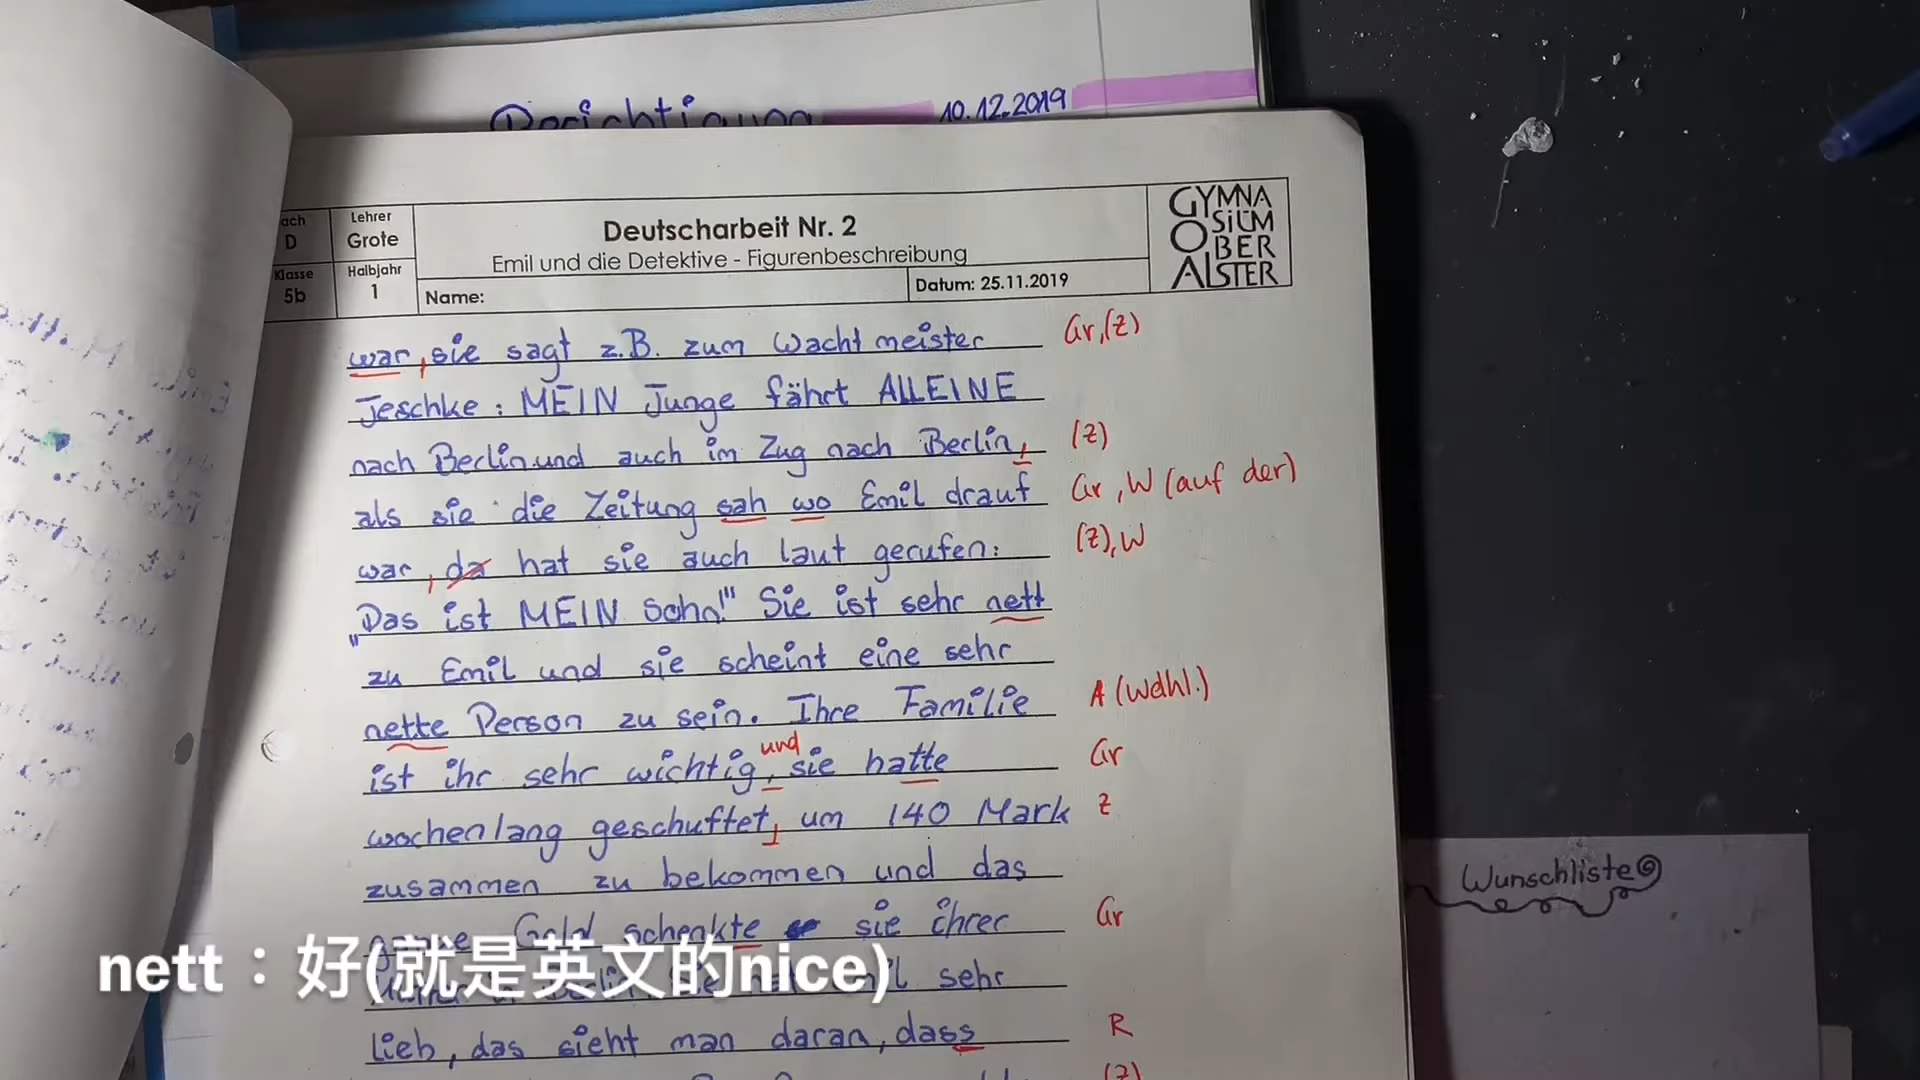 Berichtigung 10.12.2019
ach Lehrer
D Grote
Klasse Halbjahr
5b 1
Deutscharbeit Nr. 2
Emil und die Detektive - Figurenbeschreibung
Name: Datum: 25.11.2019
GYMNA
SIUM
OBER
ALSTER
war, sie sagt z.B. zum Wachtmeister Gr,(Z)
Jeschke: MEIN Junge fährt ALLEINE
nach Berlin.und auch im Zug nach Berlin, (Z)
als sie die Zeitung sah wo Emil drauf Gr, W (auf der)
war, da hat sie auch laut gerufen: (Z), W
"Das ist MEIN Sohn!" Sie ist sehr nett
zu Emil und sie scheint eine sehr
nette Person zu sein. Ihre Familie A (Wdhl.)
und
ist ihr sehr wichtig, sie hatte Gr
wochenlang geschuftet, um 140 Mark Z
zusammen zu bekommen und das
Geld schenkte sie ihrer Gr
sehr
lieb, das sieht man daran, dass R
(Z)
Wunschliste
nett：好(就是英文的nice)